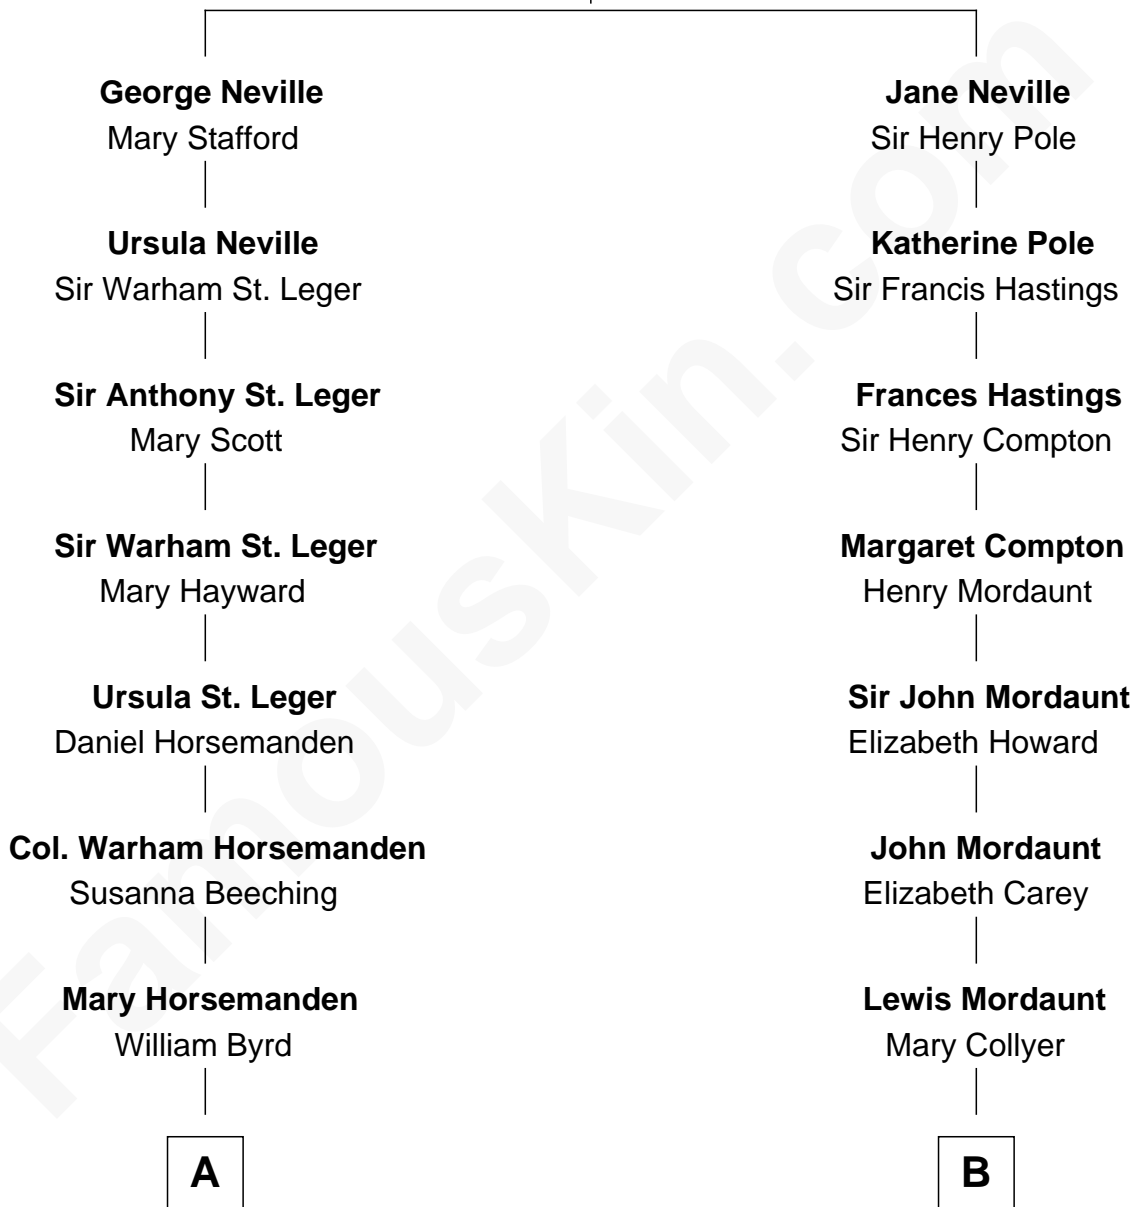 George Neville
Mary Stafford
Ursula Neville
Sir Warham St. Leger
Sir Anthony St. Leger
Mary Scott
Sir Warham St. Leger
Mary Hayward
Ursula St. Leger
Daniel Horsemanden
Col. Warham Horsemanden
Susanna Beeching
Mary Horsemanden
William Byrd
A
Jane Neville
Sir Henry Pole
Katherine Pole
Sir Francis Hastings
Frances Hastings
Sir Henry Compton
Margaret Compton
Henry Mordaunt
Sir John Mordaunt
Elizabeth Howard
John Mordaunt
Elizabeth Carey
Lewis Mordaunt
Mary Collyer
B
FamousKin.com